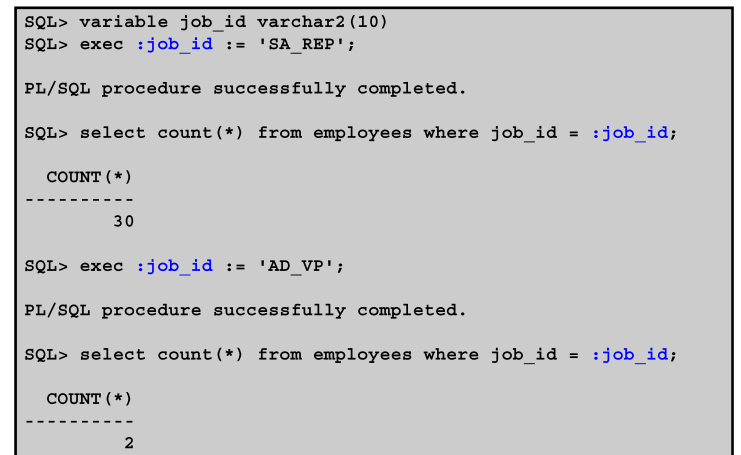 SQL> variable job_id varchar2(10)
SQL> exec :job_id := 'SA_REP';
PL/SQL procedure successfully completed.
SQL> select count(*) from employees where job_id = :job_id;
COUNT(*)
----------
30
SQL> exec :job_id := 'AD_VP';
PL/SQL procedure successfully completed.
SQL> select count(*) from employees where job_id = :job_id;
COUNT(*)
----------
2